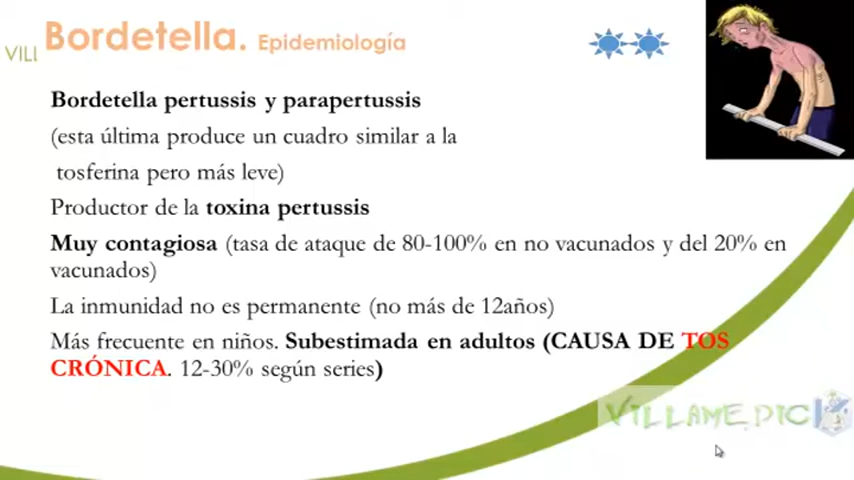 Bordetella. Epidemiología
VILL
Bordetella pertussis y parapertussis
(esta última produce un cuadro similar a la
tosferina pero más leve)
Productor de la toxina pertussis
Muy contagiosa (tasa de ataque de 80-100% en no vacunados y del 20% en
vacunados)
La inmunidad no es permanente (no más de 12años)
Más frecuente en niños. Subestimada en adultos (CAUSA DE TOS
CRÓNICA. 12-30% según series)
VILLAMEDIC